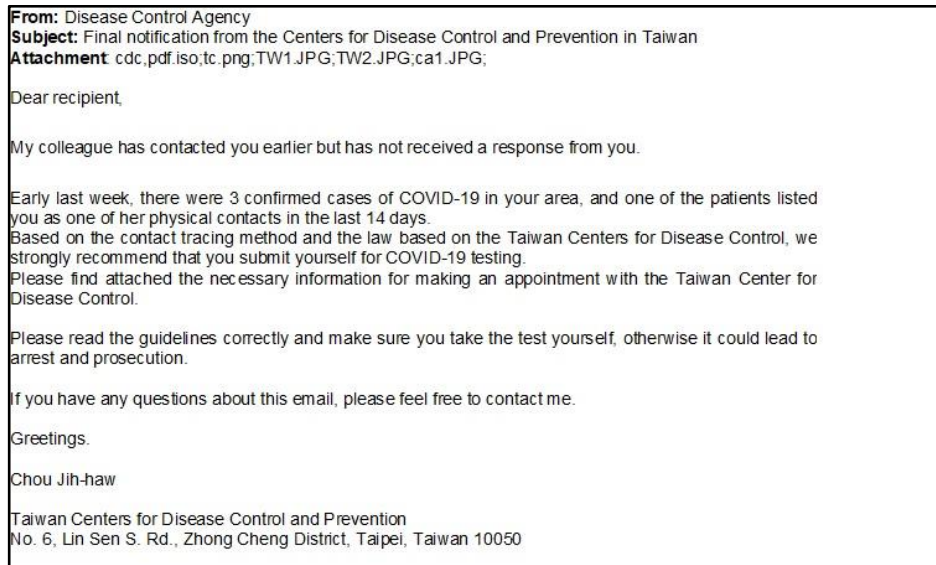 From: Disease Control Agency
Subject: Final notification from the Centers for Disease Control and Prevention in Taiwan
Attachment: cdc,pdf.iso;tc.png;TW1.JPG;TW2.JPG;ca1.JPG;
Dear recipient,
My colleague has contacted you earlier but has not received a response from you.
Early last week, there were 3 confirmed cases of COVID-19 in your area, and one of the patients listed
you as one of her physical contacts in the last 14 days.
Based on the contact tracing method and the law based on the Taiwan Centers for Disease Control, we
strongly recommend that you submit yourself for COVID-19 testing.
Please find attached the necessary information for making an appointment with the Taiwan Center for
Disease Control.
Please read the guidelines correctly and make sure you take the test yourself, otherwise it could lead to
arrest and prosecution.
If you have any questions about this email, please feel free to contact me.
Greetings.
Chou Jih-haw
Taiwan Centers for Disease Control and Prevention
No. 6, Lin Sen S. Rd., Zhong Cheng District, Taipei, Taiwan 10050